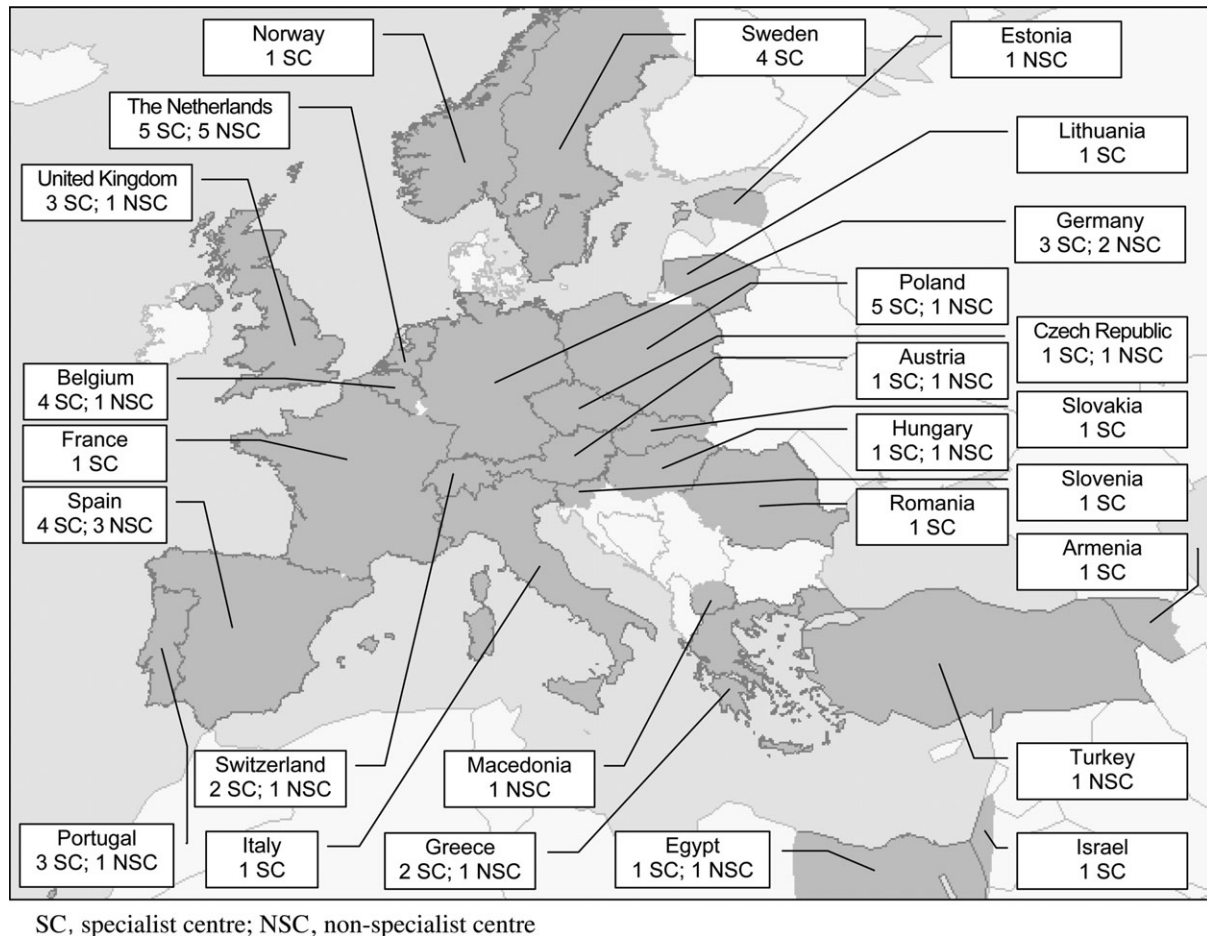 Norway
1 SC
Sweden
4 SC
Estonia
1 NSC
The Netherlands
5 SC; 5 NSC
Lithuania
1 SC
United Kingdom
3 SC; 1 NSC
Germany
3 SC; 2 NSC
Poland
5 SC; 1 NSC
Czech Republic
1 SC; 1 NSC
Austria
1 SC; 1 NSC
Belgium
4 SC; 1 NSC
Slovakia
1 SC
Hungary
1 SC; 1 NSC
France
1 SC
Slovenia
1 SC
Spain
4 SC; 3 NSC
Romania
1 SC
Armenia
1 SC
Switzerland
2 SC; 1 NSC
Macedonia
1 NSC
Turkey
1 NSC
Portugal
3 SC; 1 NSC
Italy
1 SC
Greece
2 SC; 1 NSC
Egypt
1 SC; 1 NSC
Israel
1 SC
SC, specialist centre; NSC, non-specialist centre